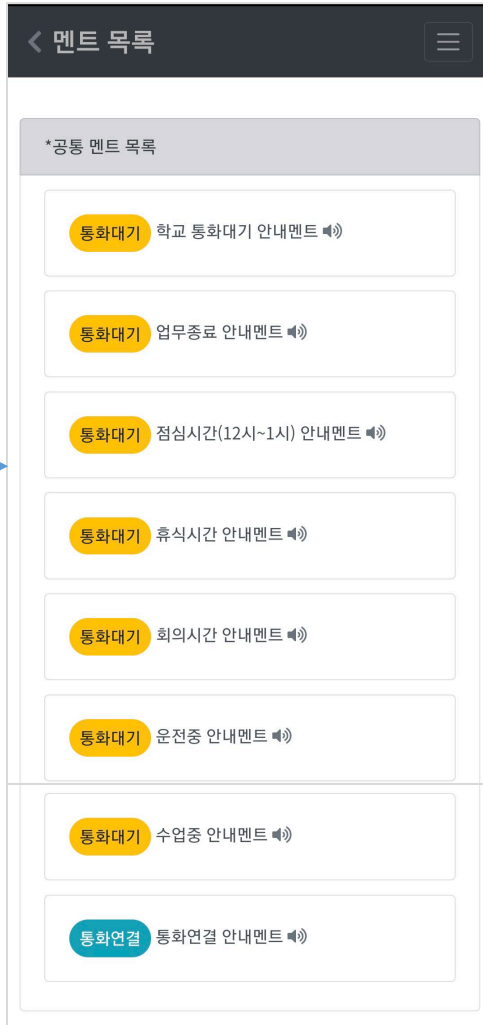 멘트 목록
*공통 멘트 목록
통화대기 학교 통화대기 안내멘트
통화대기 업무종료 안내멘트
통화대기 점심시간(12시~1시) 안내멘트
통화대기 휴식시간 안내멘트
통화대기 회의시간 안내멘트
통화대기 운전중 안내멘트
통화대기 수업중 안내멘트
통화연결 통화연결 안내멘트